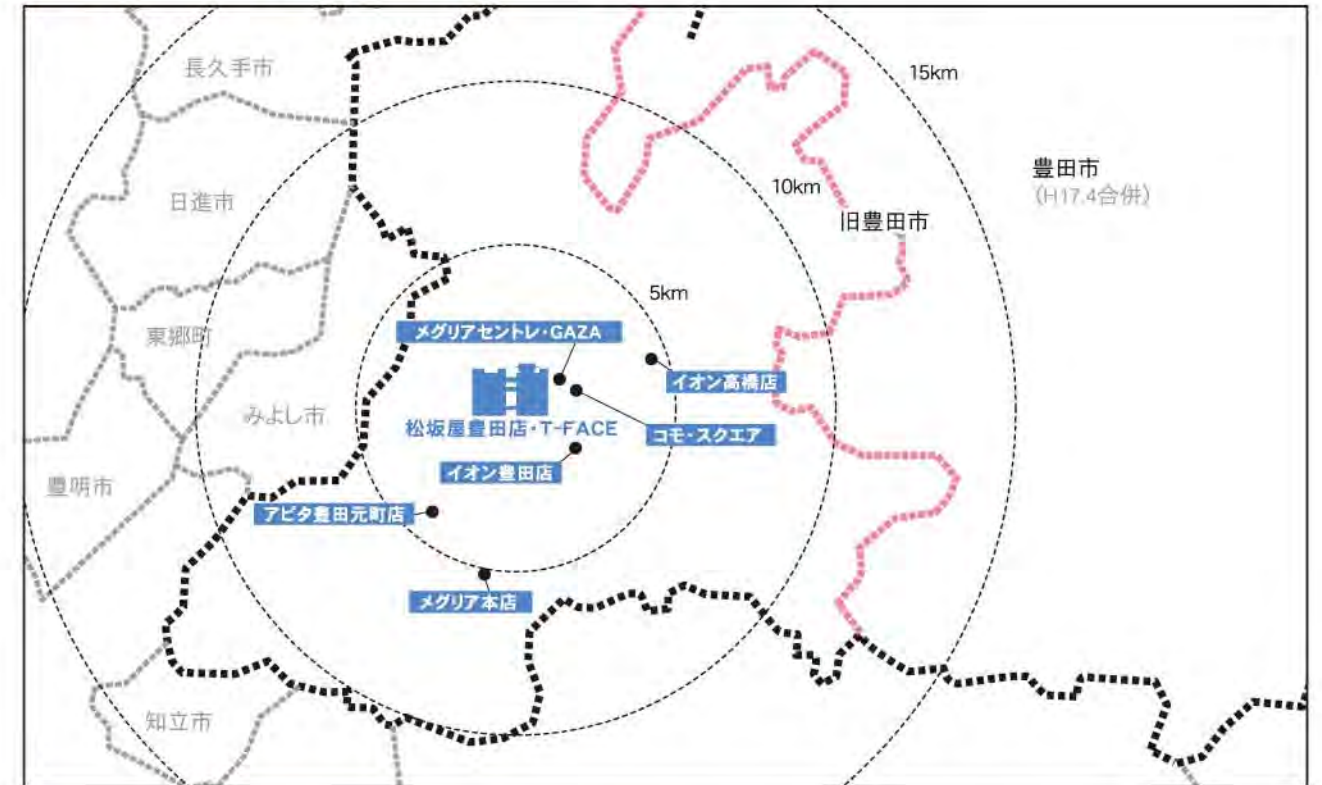 長久手市
15km
豊田市
(H17.4合併)
10km
日進市
旧豊田市
5km
メグリアセントレ・GAZA
東郷町
イオン高橋店
みよし市
松坂屋豊田店・T-FACE
コモ・スクエア
イオン豊田店
豊明市
アピタ豊田元町店
メグリア本店
知立市